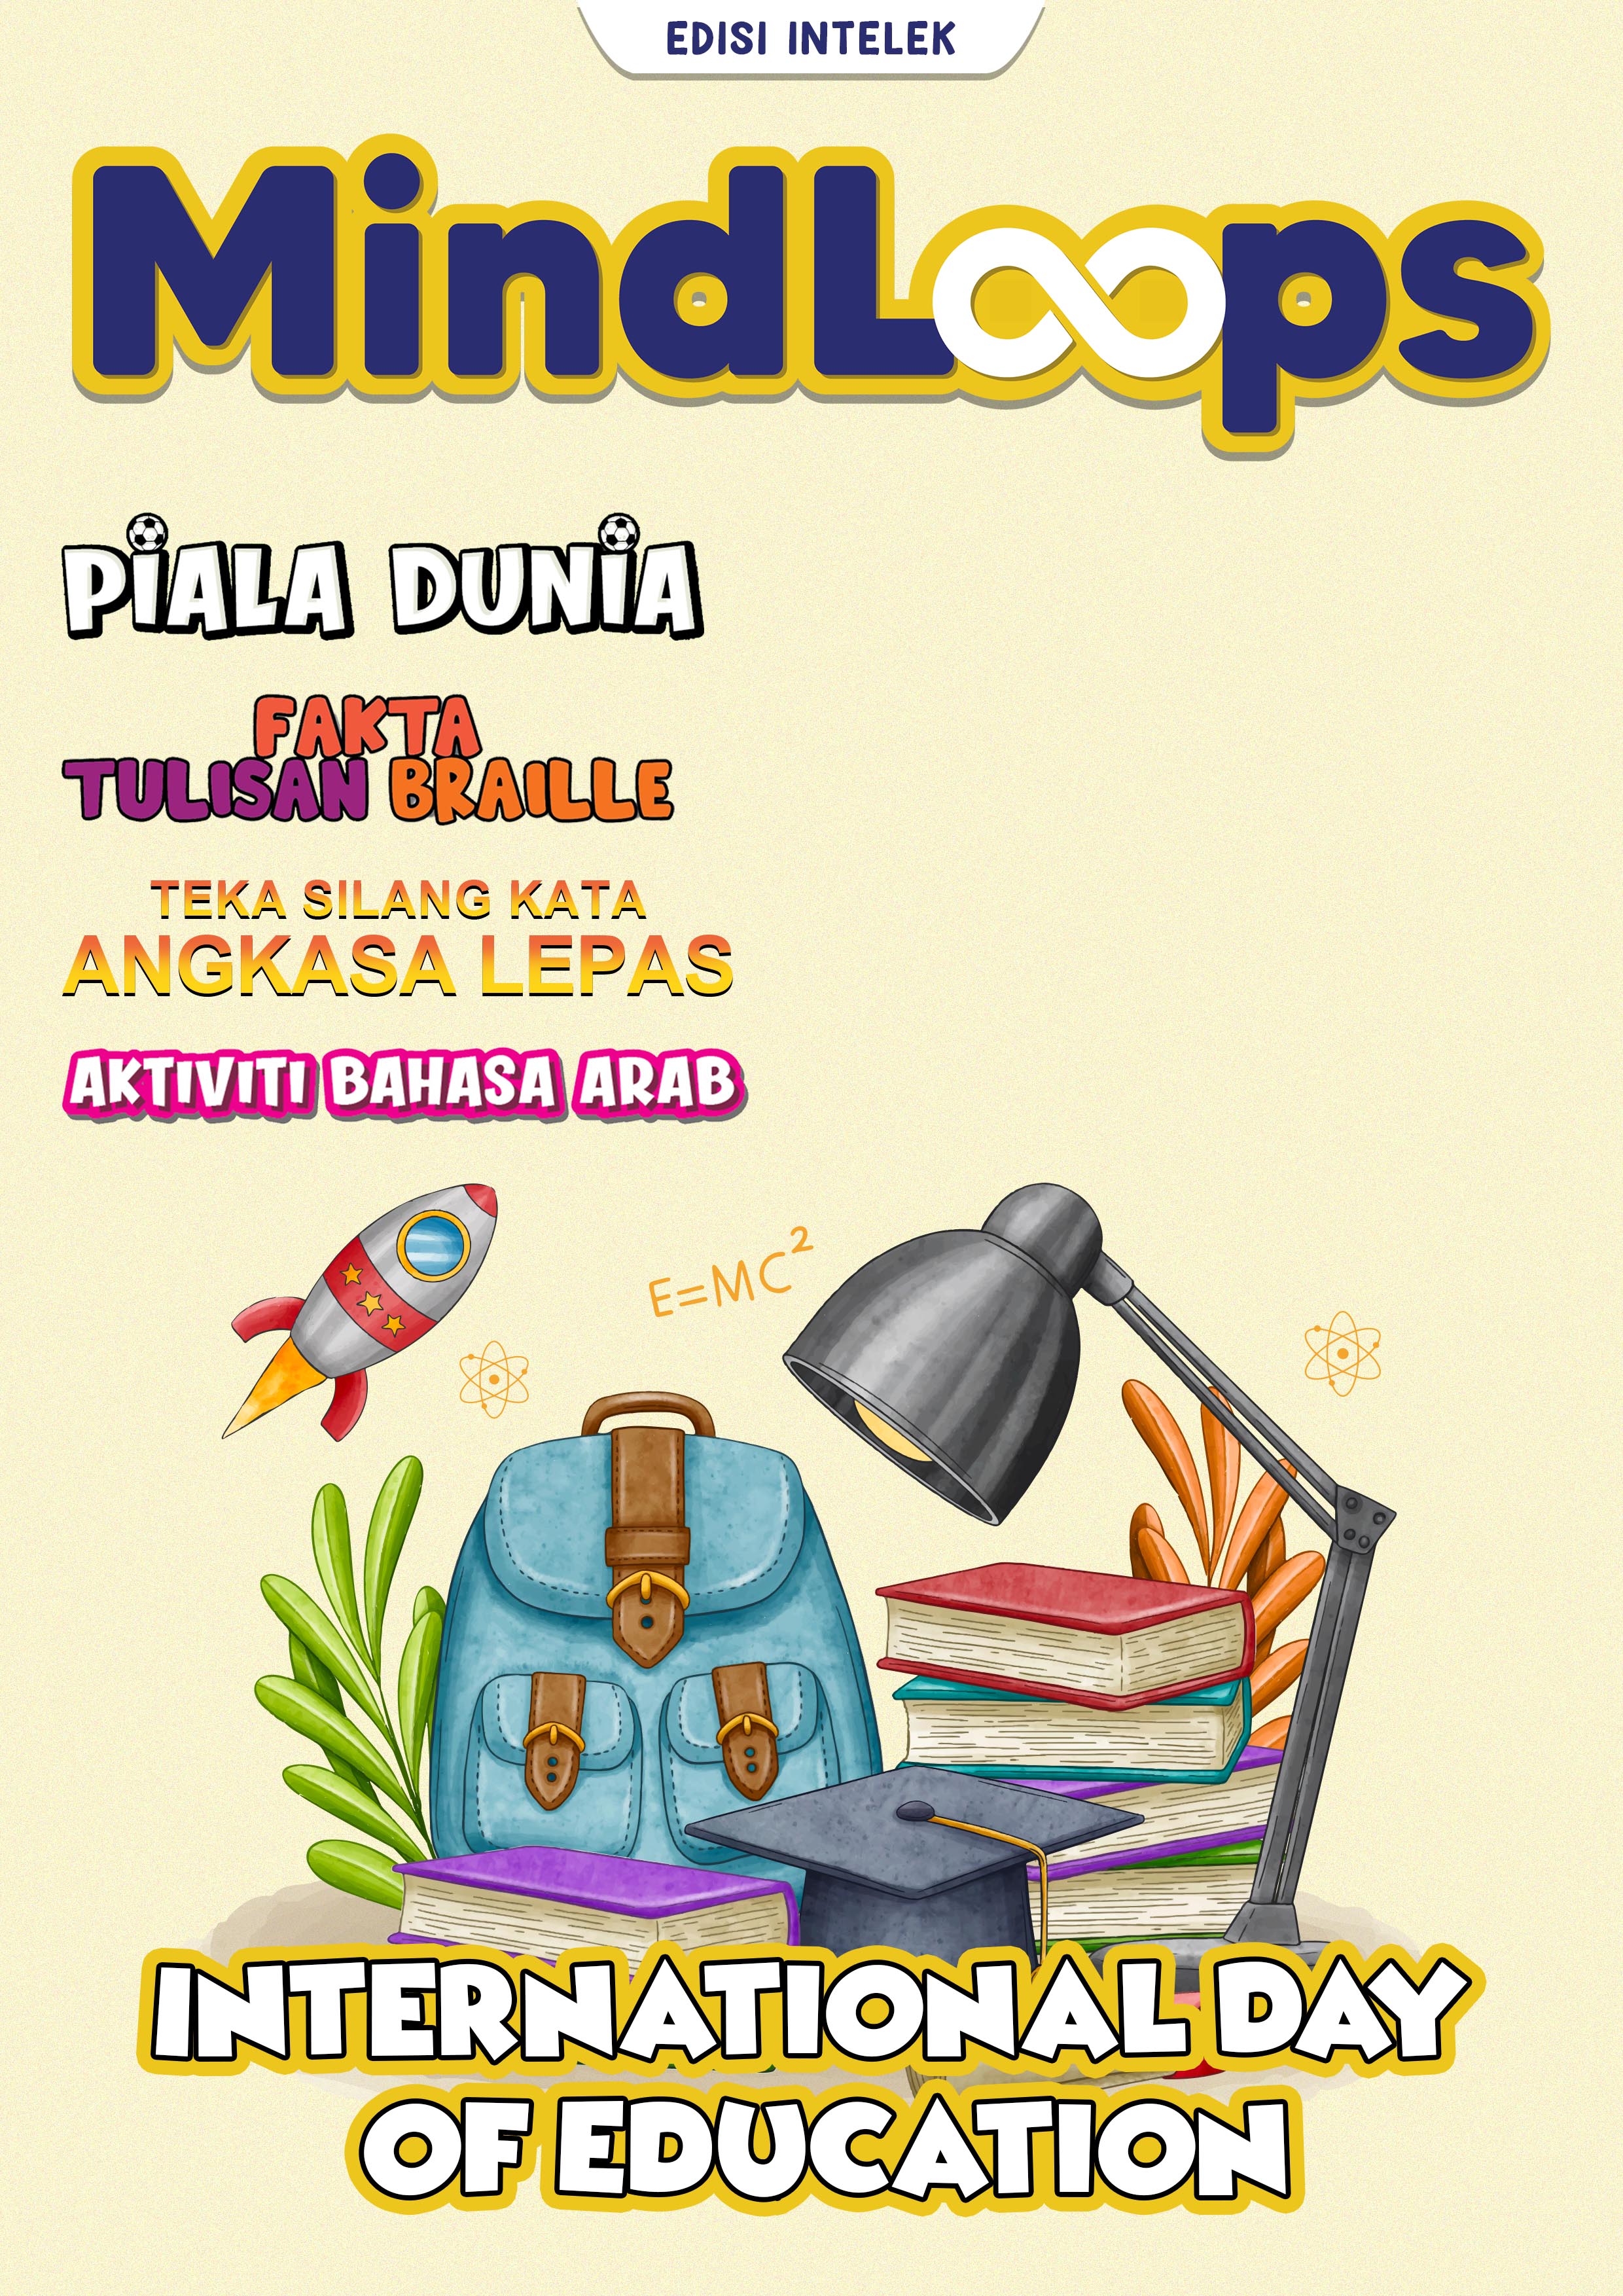 EDISI INTELEK
MindLoops
PIALA DUNIA
FAKTA
TULISAN BRAILLE
TEKA SILANG KATA
ANGKASA LEPAS
AKTIVITI BAHASA ARAB
E=MC²
INTERNATIONAL DAY
OF EDUCATION